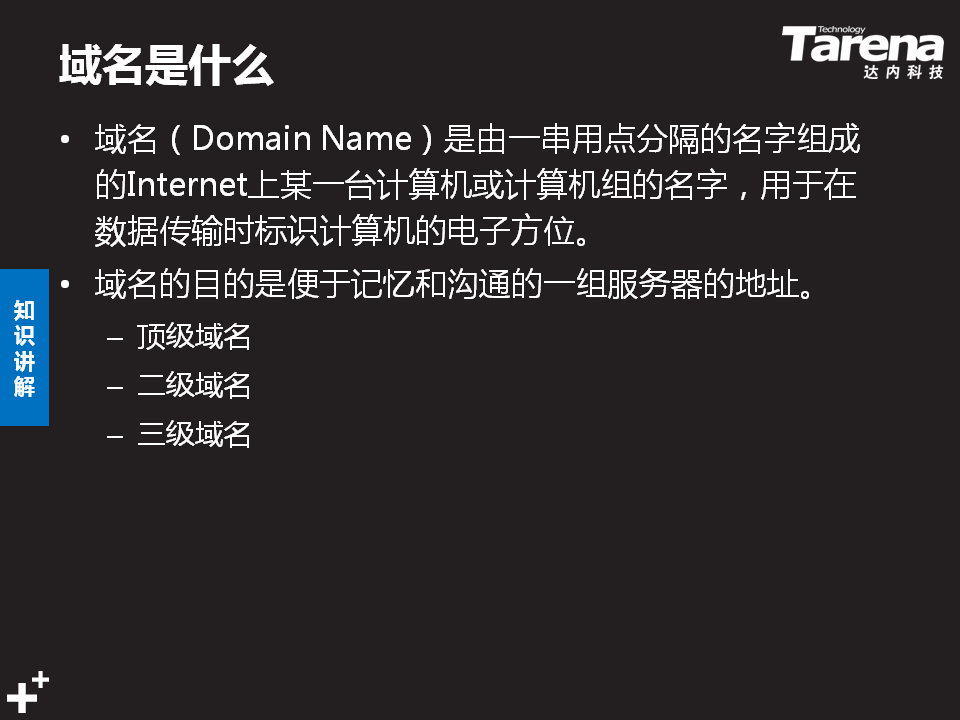 域名是什么
Technology
Tarena
达内科技
• 域名（Domain Name）是由一串用点分隔的名字组成
的Internet上某一台计算机或计算机组的名字，用于在
数据传输时标识计算机的电子方位。
• 域名的目的是便于记忆和沟通的一组服务器的地址。
– 顶级域名
– 二级域名
– 三级域名
知
识
讲
解